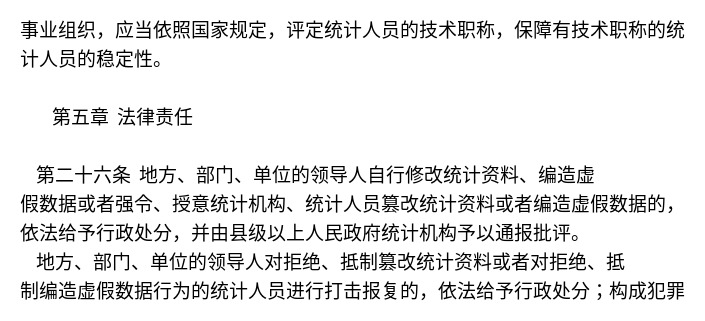 事业组织，应当依照国家规定，评定统计人员的技术职称，保障有技术职称的统
计人员的稳定性。
第五章 法律责任
第二十六条 地方、部门、单位的领导人自行修改统计资料、编造虚
假数据或者强令、授意统计机构、统计人员篡改统计资料或者编造虚假数据的，
依法给予行政处分，并由县级以上人民政府统计机构予以通报批评。
地方、部门、单位的领导人对拒绝、抵制篡改统计资料或者对拒绝、抵
制编造虚假数据行为的统计人员进行打击报复的，依法给予行政处分；构成犯罪